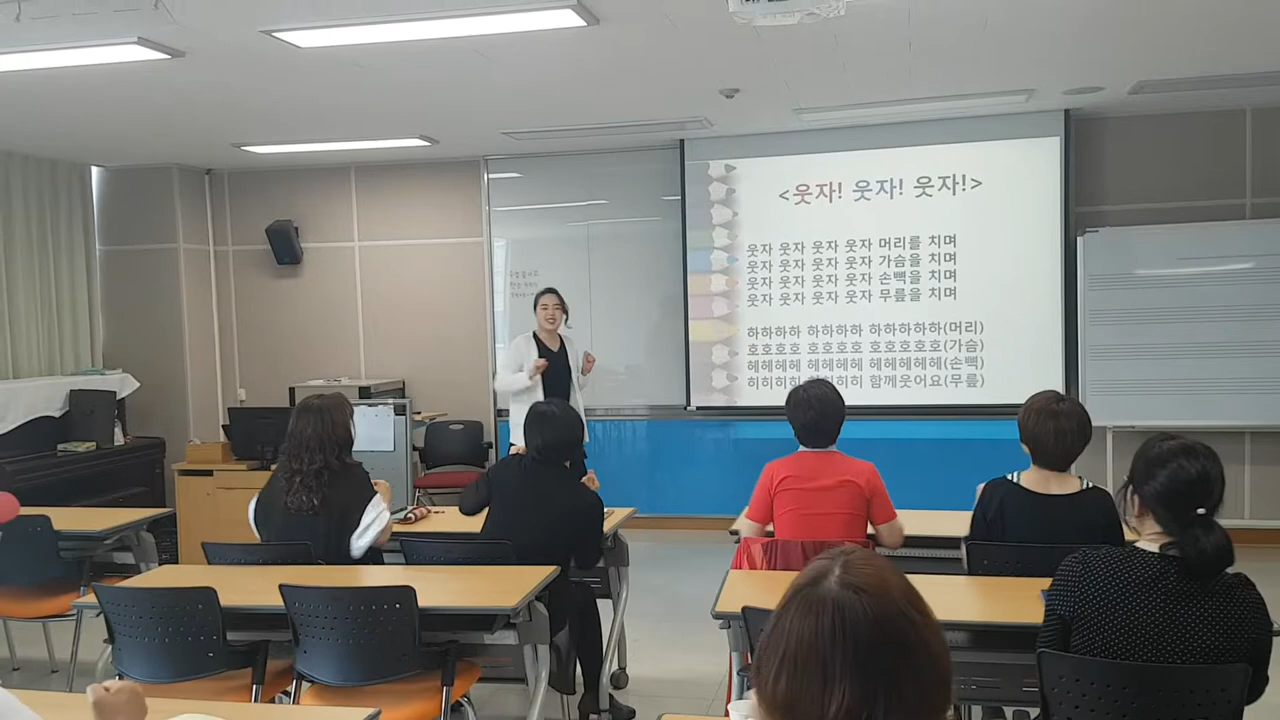 <웃자! 웃자! 웃자!>
웃자 웃자 웃자 웃자 머리를 치며
웃자 웃자 웃자 웃자 가슴을 치며
웃자 웃자 웃자 웃자 손뼉을 치며
웃자 웃자 웃자 웃자 무릎을 치며
하하하하 하하하하 하하하하하(머리)
호호호호 호호호호 호호호호호(가슴)
헤헤헤헤 헤헤헤헤 헤헤헤헤헤(손뼉)
히히히히 히히 함께웃어요(무릎)